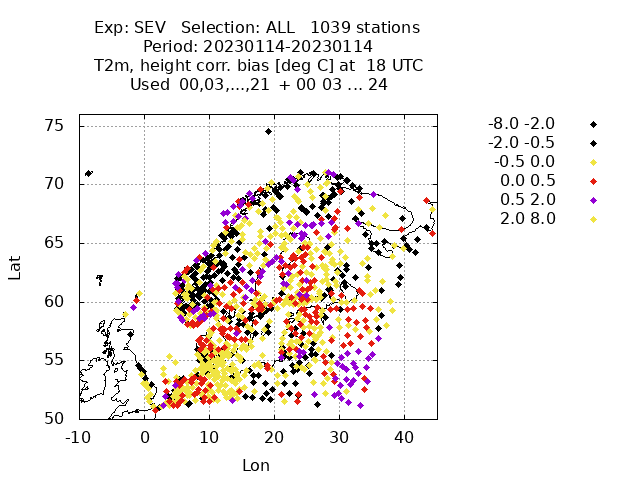 Exp: SEV   Selection: ALL   1039 stations
Period: 20230114-20230114
T2m, height corr. bias [deg C] at  18 UTC
Used  00,03,...,21  + 00 03 ... 24
75
70
65
60
55
50
-10 0 10 20 30 40
Lat
Lon
-8.0 -2.0
-2.0 -0.5
-0.5 0.0
0.0 0.5
0.5 2.0
2.0 8.0